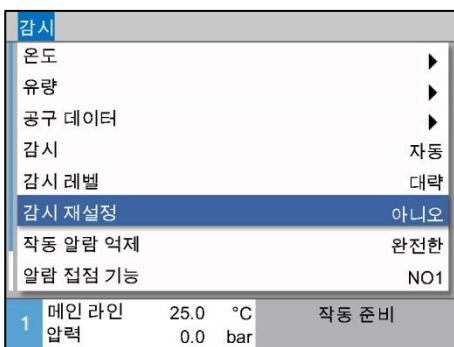 감시
온도
유량
공구 데이터
감시 자동
감시 레벨 대략
감시 재설정 아니오
작동 알람 억제 완전한
알람 접점 기능 NO1
1 메인 라인 25.0 °C 작동 준비
압력 0.0 bar